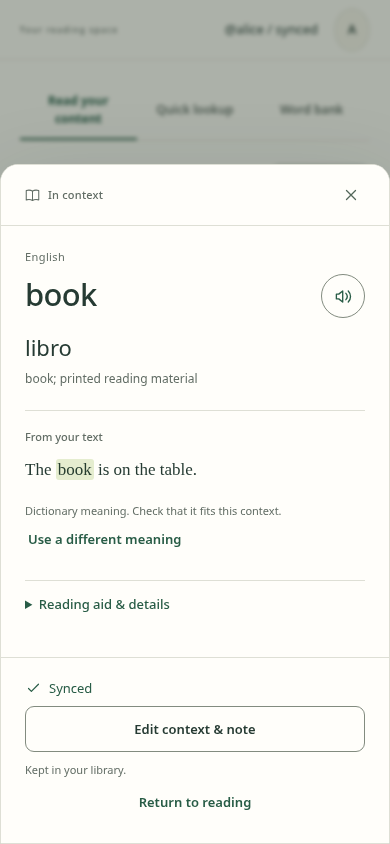 Your reading space
@alice / synced
A
Read your
content
Quick lookup
Word bank
In context
English
book
libro
book; printed reading material
From your text
The book is on the table.
Dictionary meaning. Check that it fits this context.
Use a different meaning
Reading aid & details
Synced
Edit context & note
Kept in your library.
Return to reading